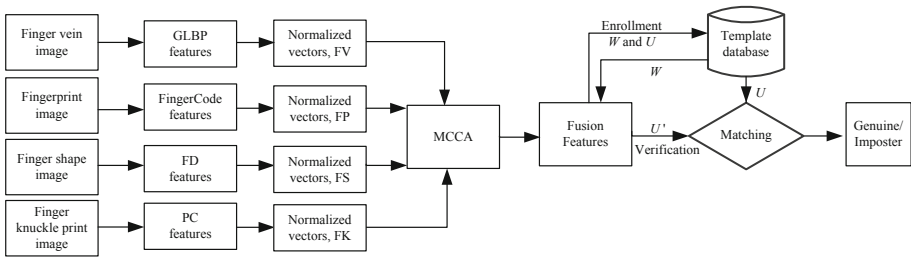 Finger vein
image
GLBP
features
Normalized
vectors, FV
Fingerprint
image
FingerCode
features
Normalized
vectors, FP
Finger shape
image
FD
features
Normalized
vectors, FS
Finger
knuckle print
image
PC
features
Normalized
vectors, FK
MCCA
Fusion
Features
Enrollment
W and U
W
Template
database
U
U'
Verification
Matching
Genuine/
Imposter